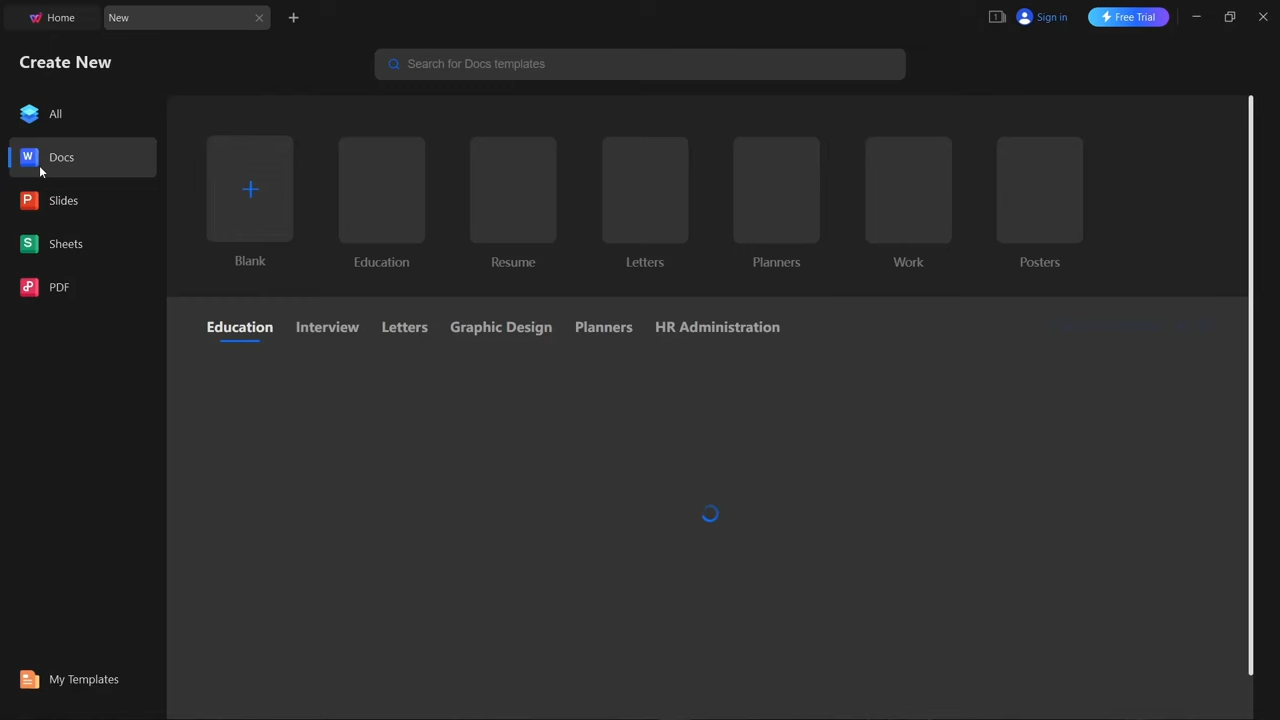 Home
New
1
Sign in
Free Trial
Create New
Search for Docs templates
All
W Docs
P Slides
S Sheets
PDF
Blank
Education
Resume
Letters
Planners
Work
Posters
Education
Interview
Letters
Graphic Design
Planners
HR Administration
My Templates